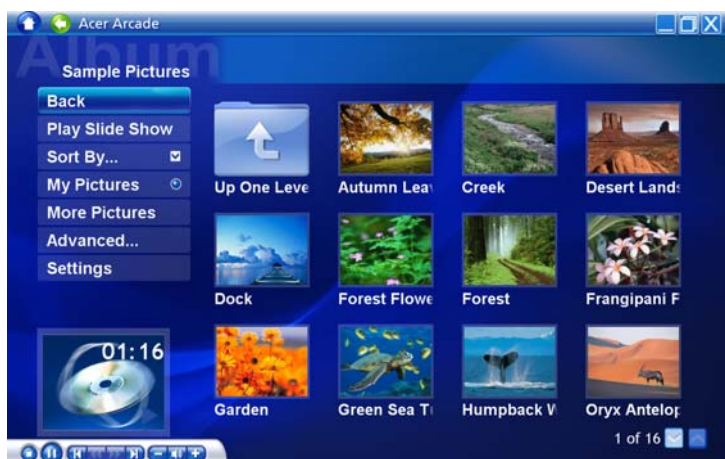 Acer Arcade
Album
Sample Pictures
Back
Play Slide Show
Sort By...
My Pictures
More Pictures
Advanced...
Settings
Up One Leve
Autumn Lea
Creek
Desert Lands
Dock
Forest Flowe
Forest
Frangipani F
Garden
Green Sea T
Humpback W
Oryx Antelop
01:16
1 of 16